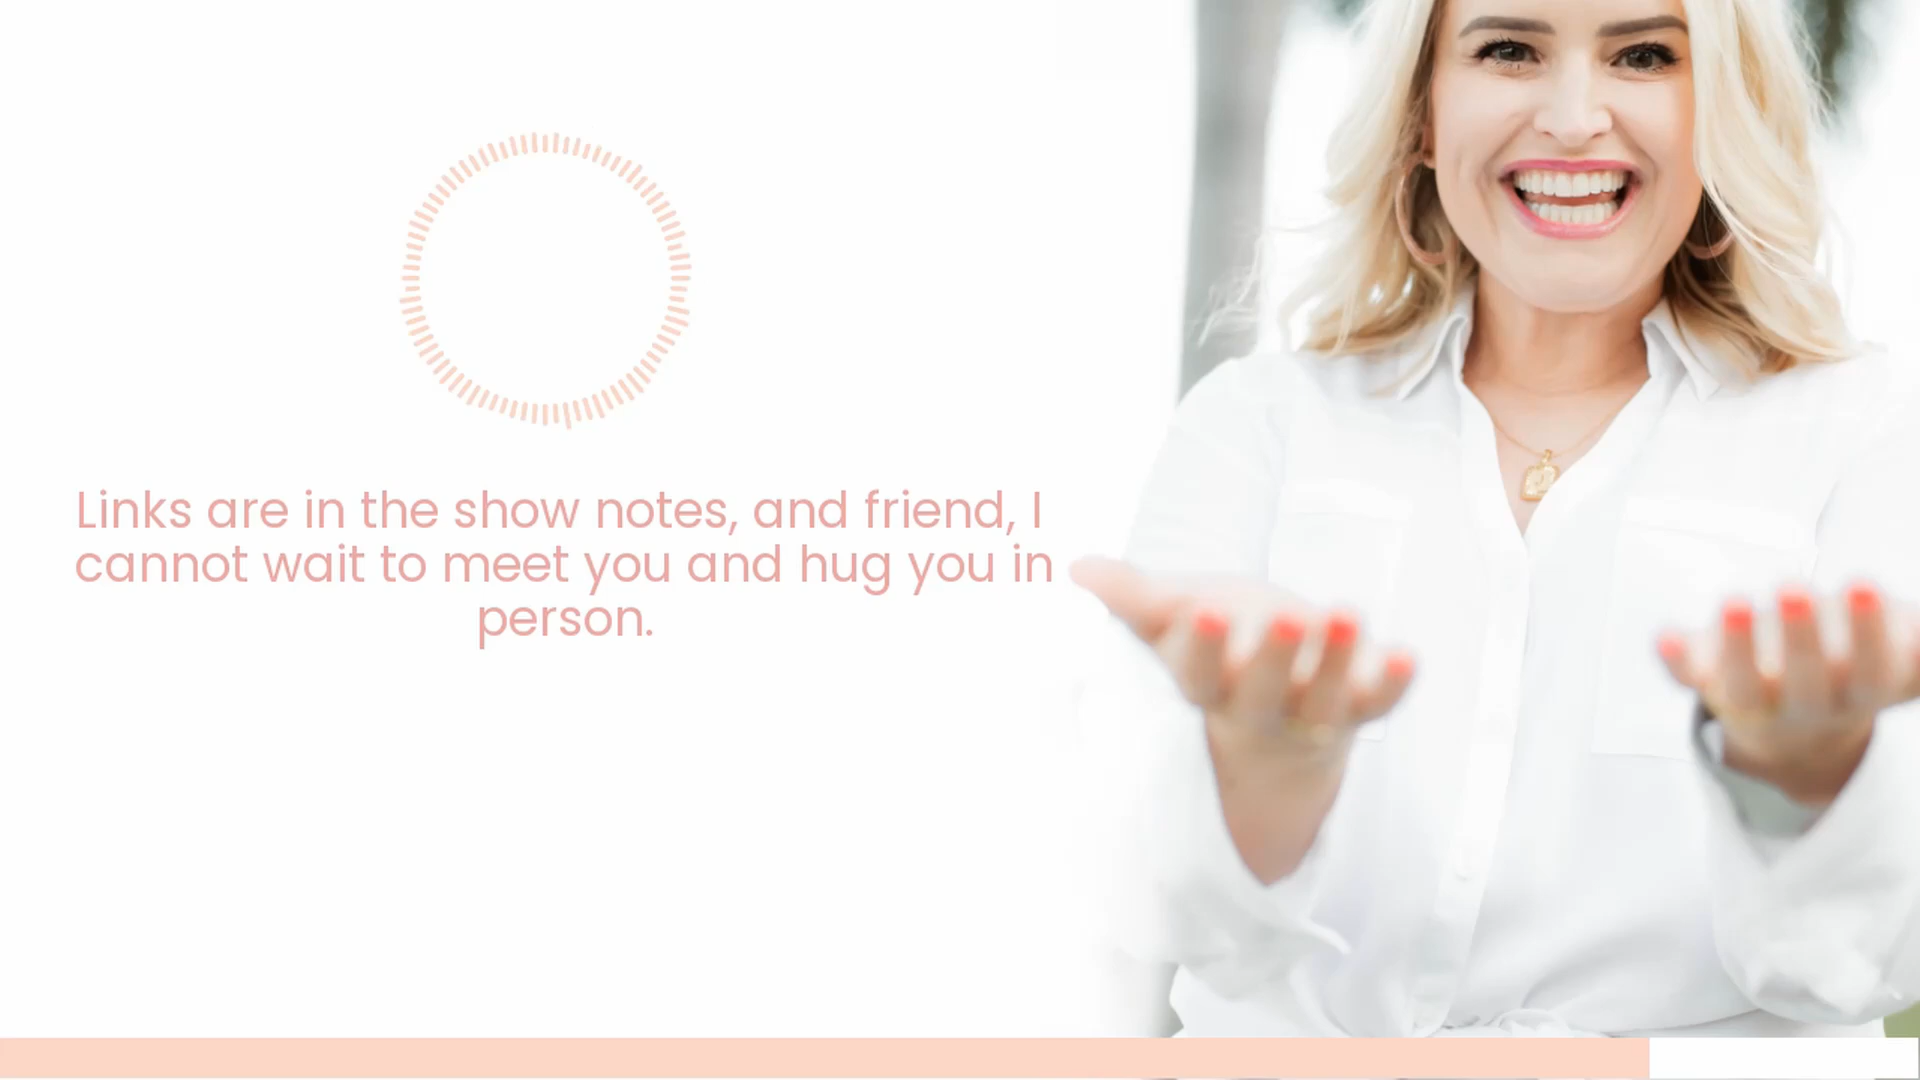 Links are in the show notes, and friend, I
cannot wait to meet you and hug you in
person.